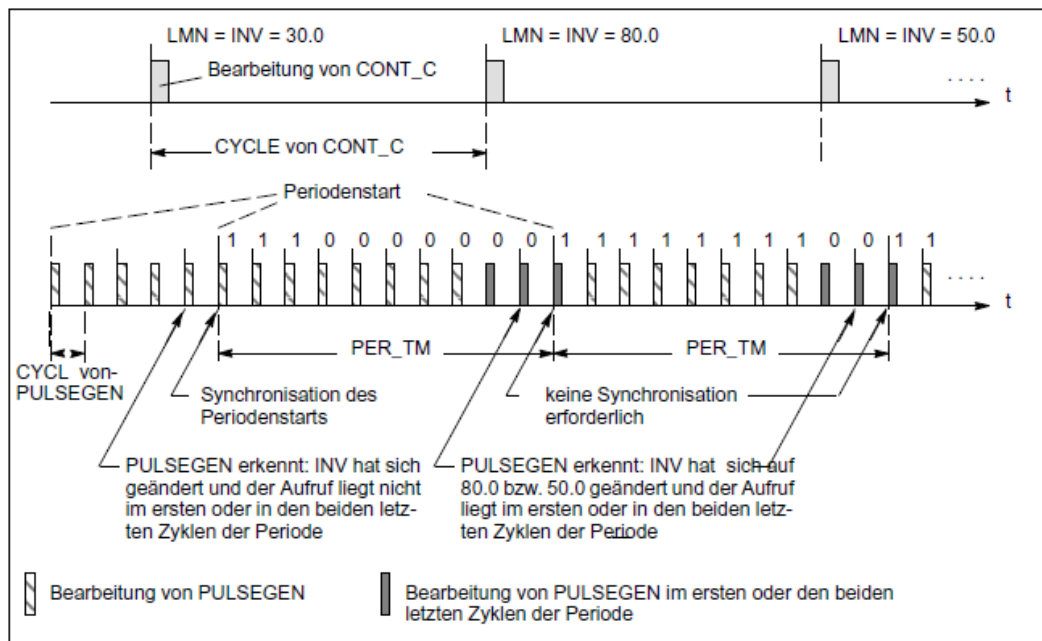 LMN = INV = 30.0 LMN = INV = 80.0 LMN = INV = 50.0
Bearbeitung von CONT_C
. . . .
t
CYCLE von CONT_C
Periodenstart
1 1 1 0 0 0 0 0 0 0 1 1 1 1 1 1 1 1 0 0 1 1
. . . .
t
PER_TM PER_TM
CYCL von-
PULSEGEN
Synchronisation des
Periodenstarts
keine Synchronisation
erforderlich
PULSEGEN erkennt: INV hat sich
geändert und der Aufruf liegt nicht
im ersten oder in den beiden letz-
ten Zyklen der Periode
PULSEGEN erkennt: INV hat sich auf
80.0 bzw. 50.0 geändert und der Aufruf
liegt im ersten oder in den beiden letz-
ten Zyklen der Periode
Bearbeitung von PULSEGEN
Bearbeitung von PULSEGEN im ersten oder den beiden
letzten Zyklen der Periode